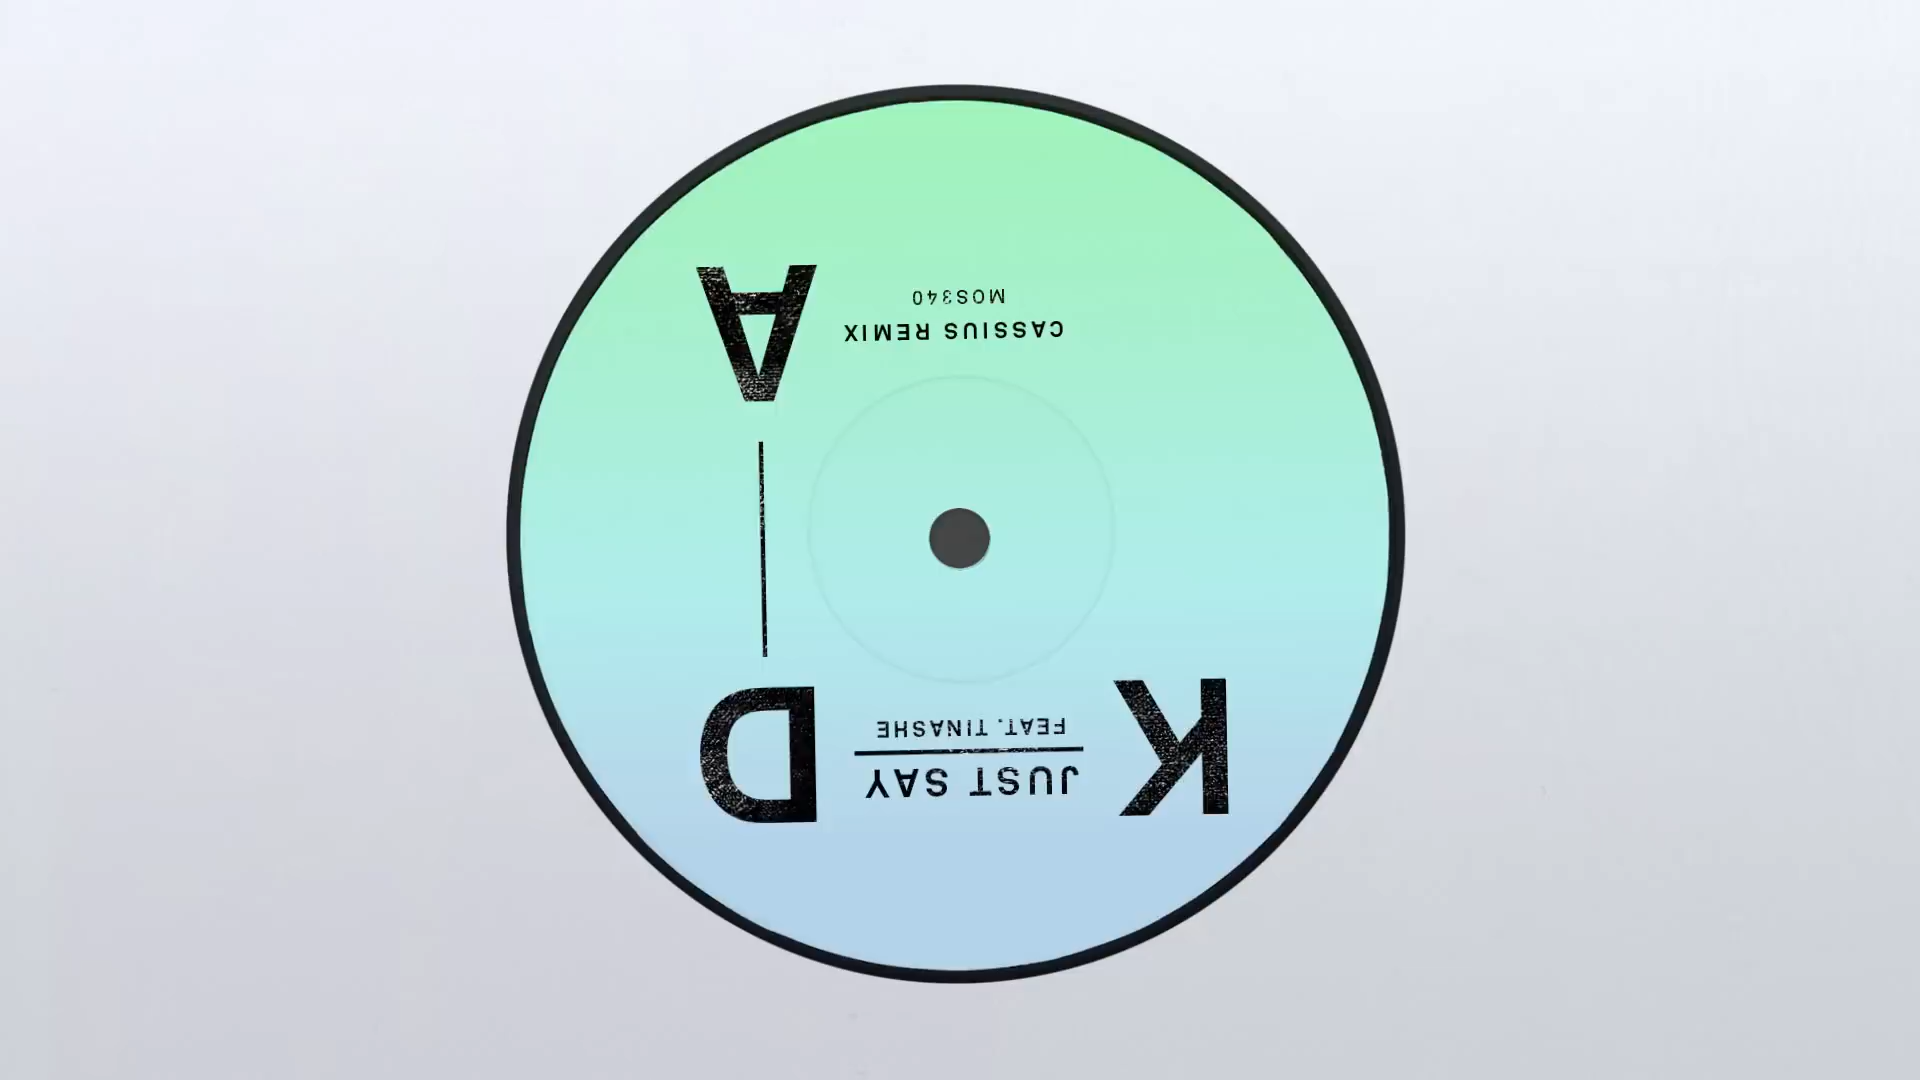 K JUST SAY D
FEAT. TINASHE
A
CASSIUS REMIX
MOS340